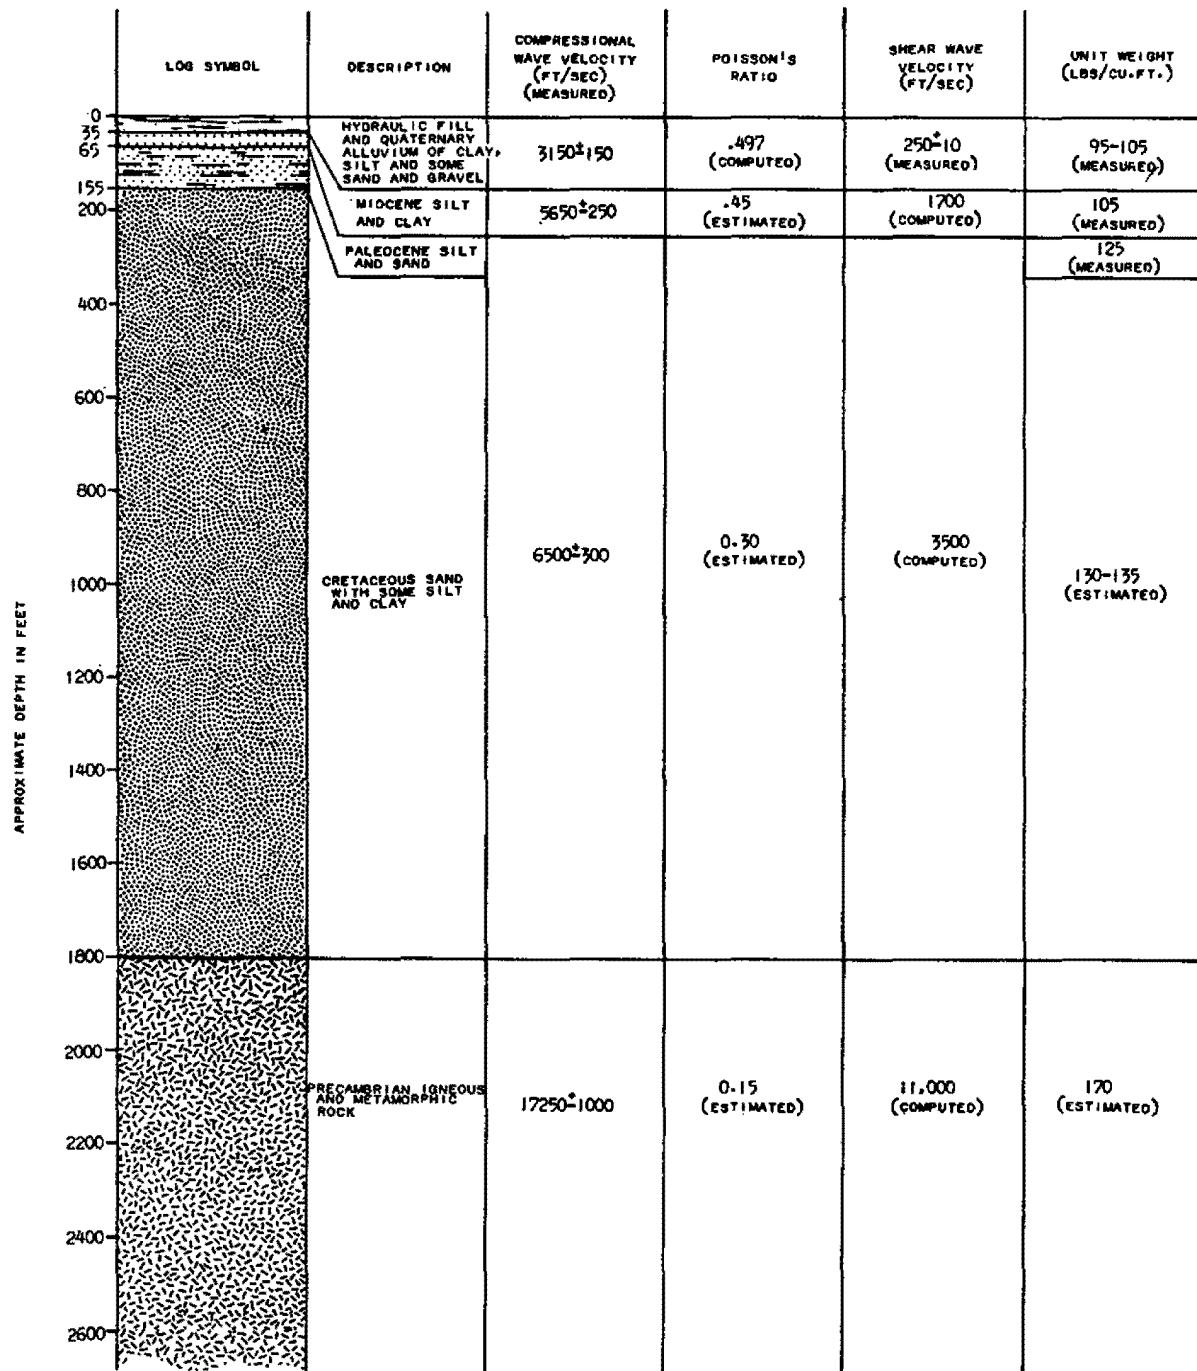 LOG SYMBOL
DESCRIPTION
COMPRESSIONAL
WAVE VELOCITY
(FT/SEC)
(MEASURED)
POISSON'S
RATIO
SHEAR WAVE
VELOCITY
(FT/SEC)
UNIT WEIGHT
(LBS/CU.FT.)
APPROXIMATE DEPTH IN FEET
0
35
65
155
200
400
600
800
1000
1200
1400
1600
1800
2000
2200
2400
2600
HYDRAULIC FILL
AND QUATERNARY
ALLUVIUM OF CLAY,
SILT AND SOME
SAND AND GRAVEL
3150±150
.497
(COMPUTED)
250±10
(MEASURED)
95-105
(MEASURED)
MIOCENE SILT
AND CLAY
5650±250
.45
(ESTIMATED)
1700
(COMPUTED)
105
(MEASURED)
PALEOCENE SILT
AND SAND
125
(MEASURED)
CRETACEOUS SAND
WITH SOME SILT
AND CLAY
6500±300
0.30
(ESTIMATED)
3500
(COMPUTED)
130-135
(ESTIMATED)
PRECAMBRIAN IGNEOUS
AND METAMORPHIC
ROCK
17250±1000
0.15
(ESTIMATED)
11,000
(COMPUTED)
170
(ESTIMATED)